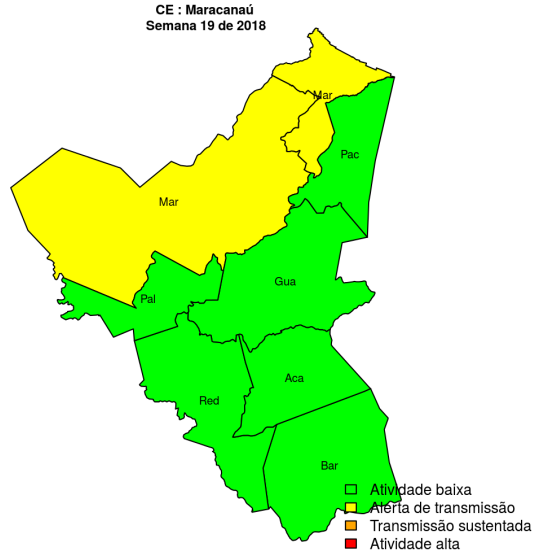 CE : Maracanaú
Semana 19 de 2018
Mar
Pac
Mar
Gua
Pal
Aca
Red
Bar
Atividade baixa
Alerta de transmissão
Transmissão sustentada
Atividade alta